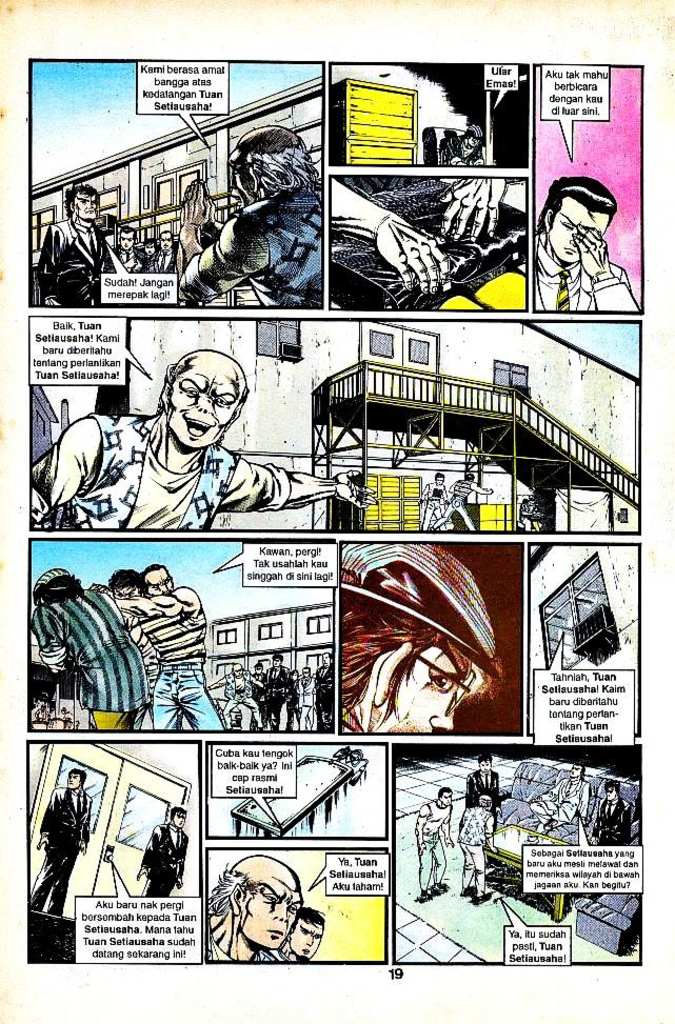 Kami berasa amat
bangga atas
kedatangan Tuan
Setiausaha!
Sudah! Jangan
merepak lagi!
Ular
Emas!
Aku tak mahu
berbicara
dengan kau
di luar sini.
Baik, Tuan
Setiausaha! Kami
baru diberitahu
tentang perlantikan
Tuan Setiausaha!
Kawan, pergi!
Tak usahlah kau
singgah di sini lagi!
Tahniah, Tuan
Setiausaha! Kaim
baru diberitahu
tentang perlan-
tikan Tuan
Setiausaha!
Aku nak pergi
bersembah kepada Tuan
Setiausaha. Mana tahu
Tuan Setiausaha sudah
datang sekarang ini!
Cuba kau tengok
baik-baik ya? Ini
cap rasmi
Setiausaha!
Ya, Tuan
Setiausaha!
Aku faham!
Sebagai Setiausaha yang
baru aku mesti melawat dan
memeriksa wilayah di bawah
jagaan aku. Kan begitu?
Ya, itu sudah
pasti, Tuan
Setiausaha!
19